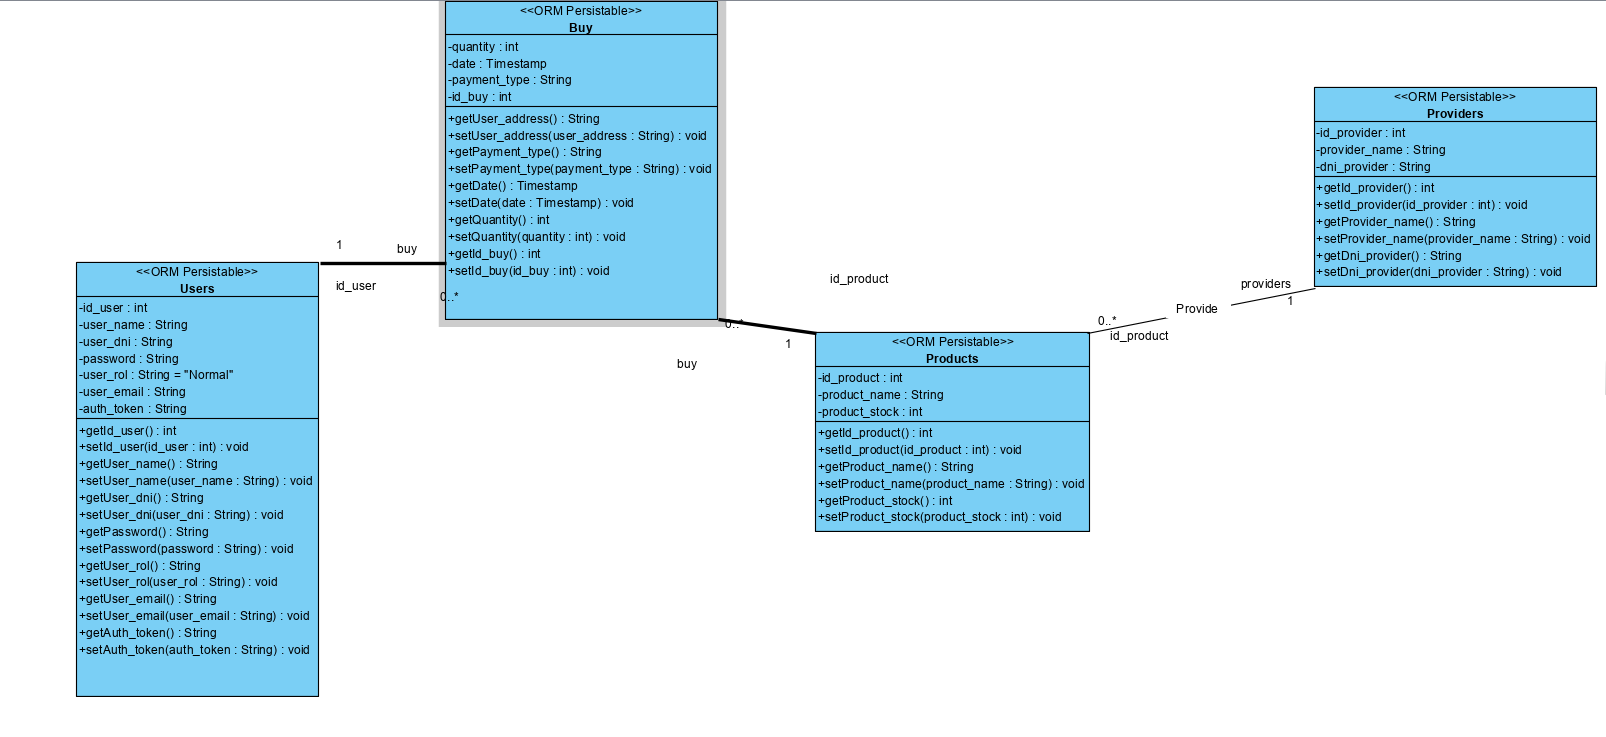 <<ORM Persistable>>
Buy
-quantity : int
-date : Timestamp
-payment_type : String
-id_buy : int
+getUser_address() : String
+setUser_address(user_address : String) : void
+getPayment_type() : String
+setPayment_type(payment_type : String) : void
+getDate() : Timestamp
+setDate(date : Timestamp) : void
+getQuantity() : int
+setQuantity(quantity : int) : void
+getId_buy() : int
+setId_buy(id_buy : int) : void
1
buy
id_user
0..*
<<ORM Persistable>>
Users
-id_user : int
-user_name : String
-user_dni : String
-password : String
-user_rol : String = "Normal"
-user_email : String
-auth_token : String
+getId_user() : int
+setId_user(id_user : int) : void
+getUser_name() : String
+setUser_name(user_name : String) : void
+getUser_dni() : String
+setUser_dni(user_dni : String) : void
+getPassword() : String
+setPassword(password : String) : void
+getUser_rol() : String
+setUser_rol(user_rol : String) : void
+getUser_email() : String
+setUser_email(user_email : String) : void
+getAuth_token() : String
+setAuth_token(auth_token : String) : void
id_product
0..*
1
buy
<<ORM Persistable>>
Products
-id_product : int
-product_name : String
-product_stock : int
+getId_product() : int
+setId_product(id_product : int) : void
+getProduct_name() : String
+setProduct_name(product_name : String) : void
+getProduct_stock() : int
+setProduct_stock(product_stock : int) : void
providers
1
Provide
0..*
id_product
<<ORM Persistable>>
Providers
-id_provider : int
-provider_name : String
-dni_provider : String
+getId_provider() : int
+setId_provider(id_provider : int) : void
+getProvider_name() : String
+setProvider_name(provider_name : String) : void
+getDni_provider() : String
+setDni_provider(dni_provider : String) : void